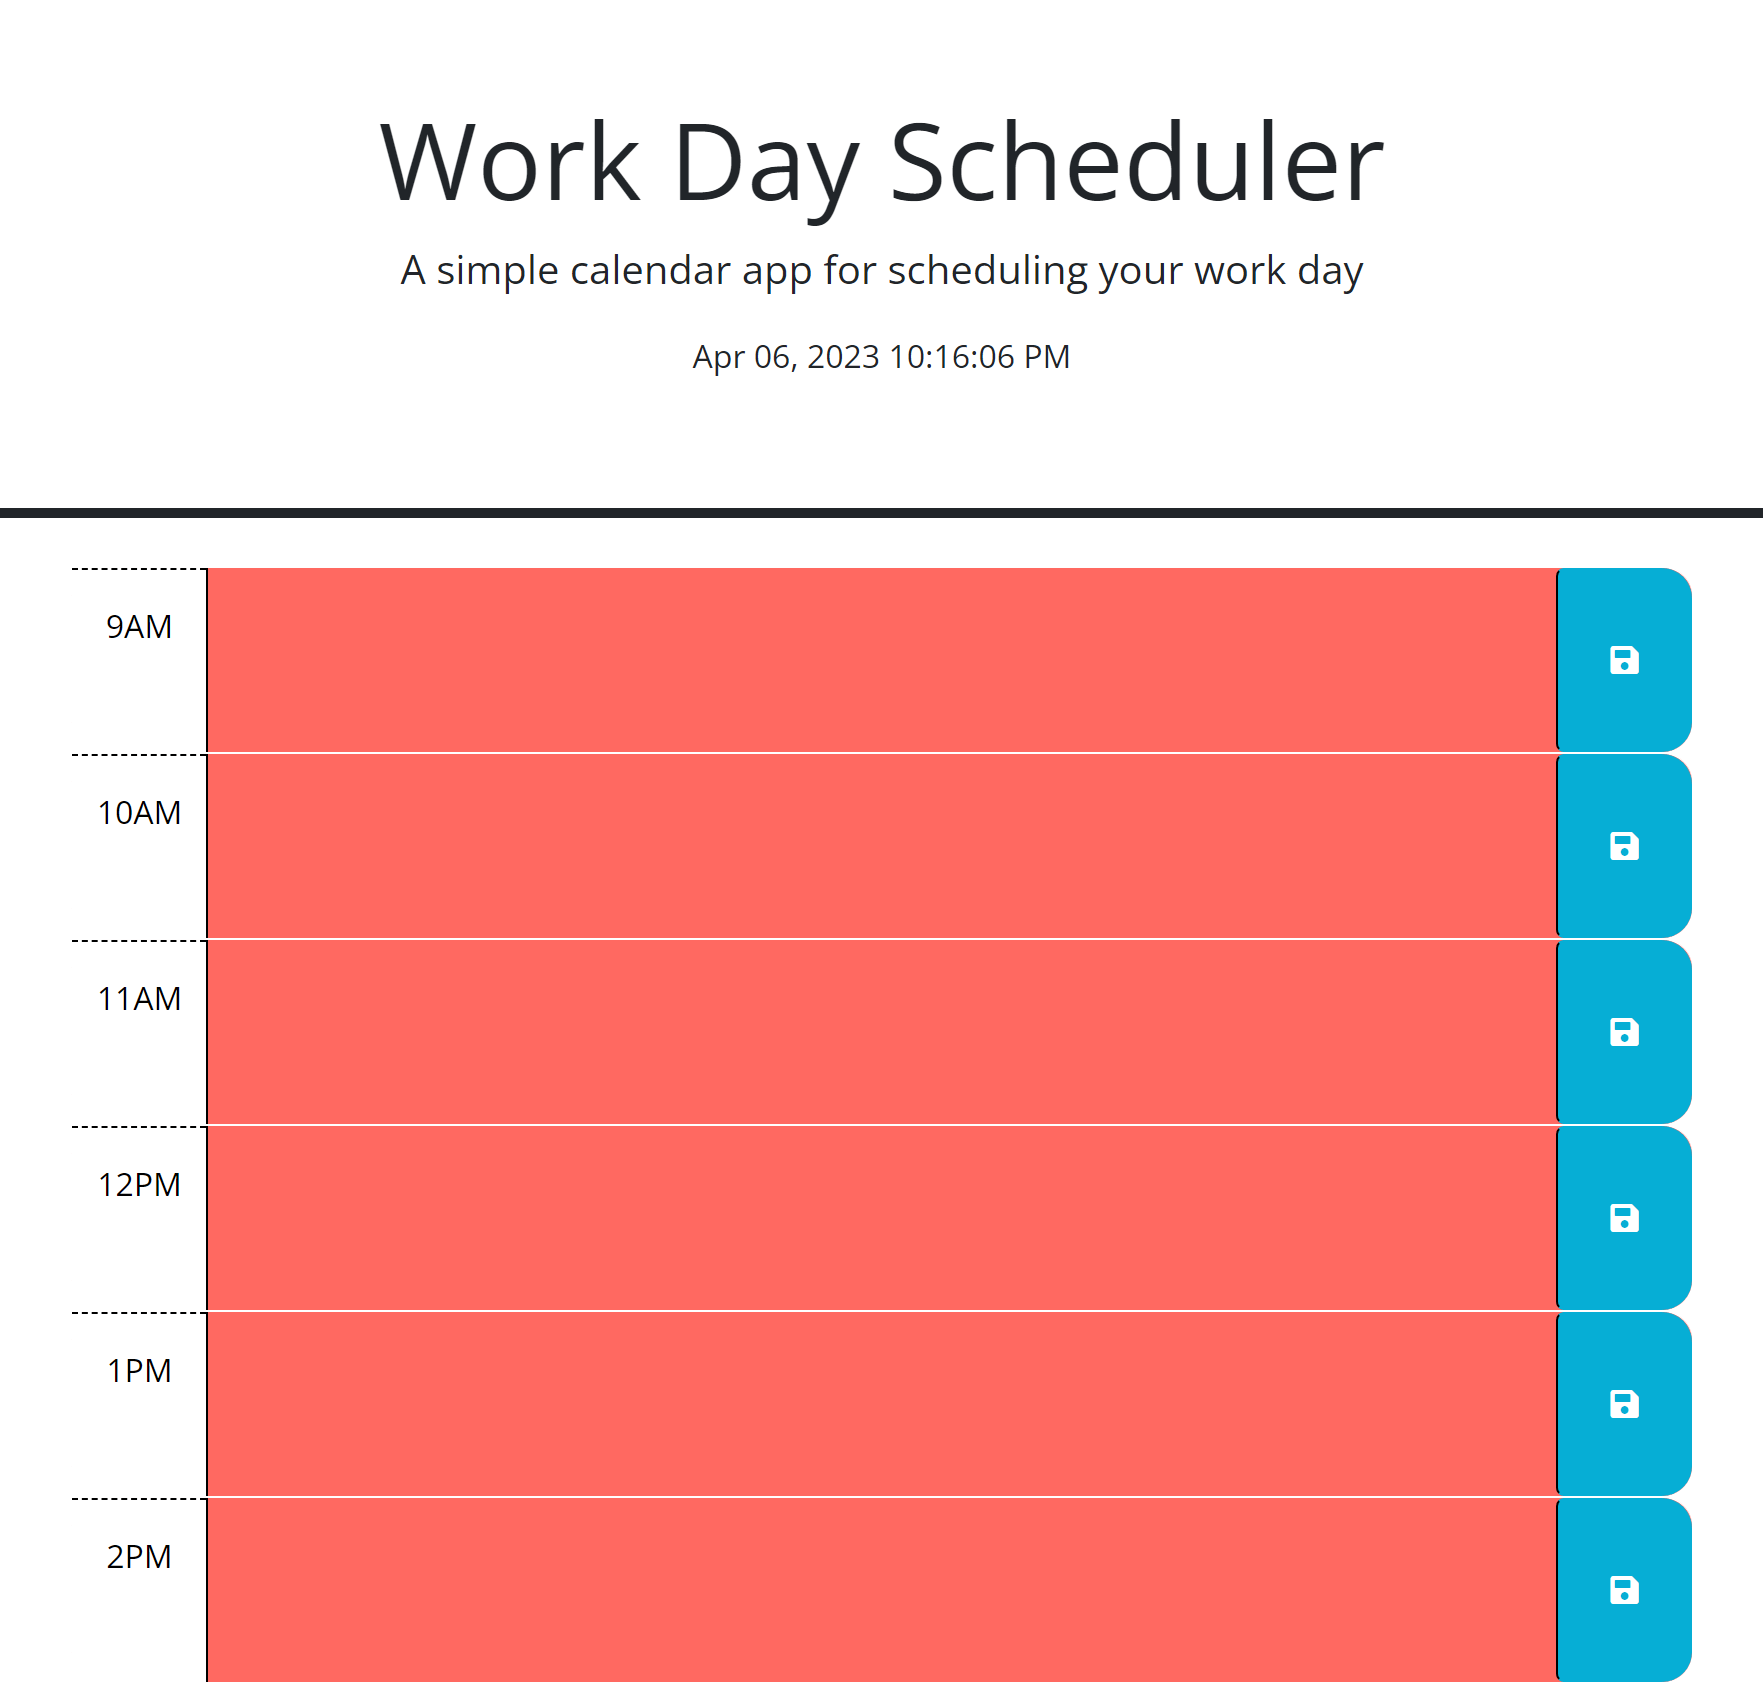 Work Day Scheduler
A simple calendar app for scheduling your work day
Apr 06, 2023 10:16:06 PM
9AM
10AM
11AM
12PM
1PM
2PM